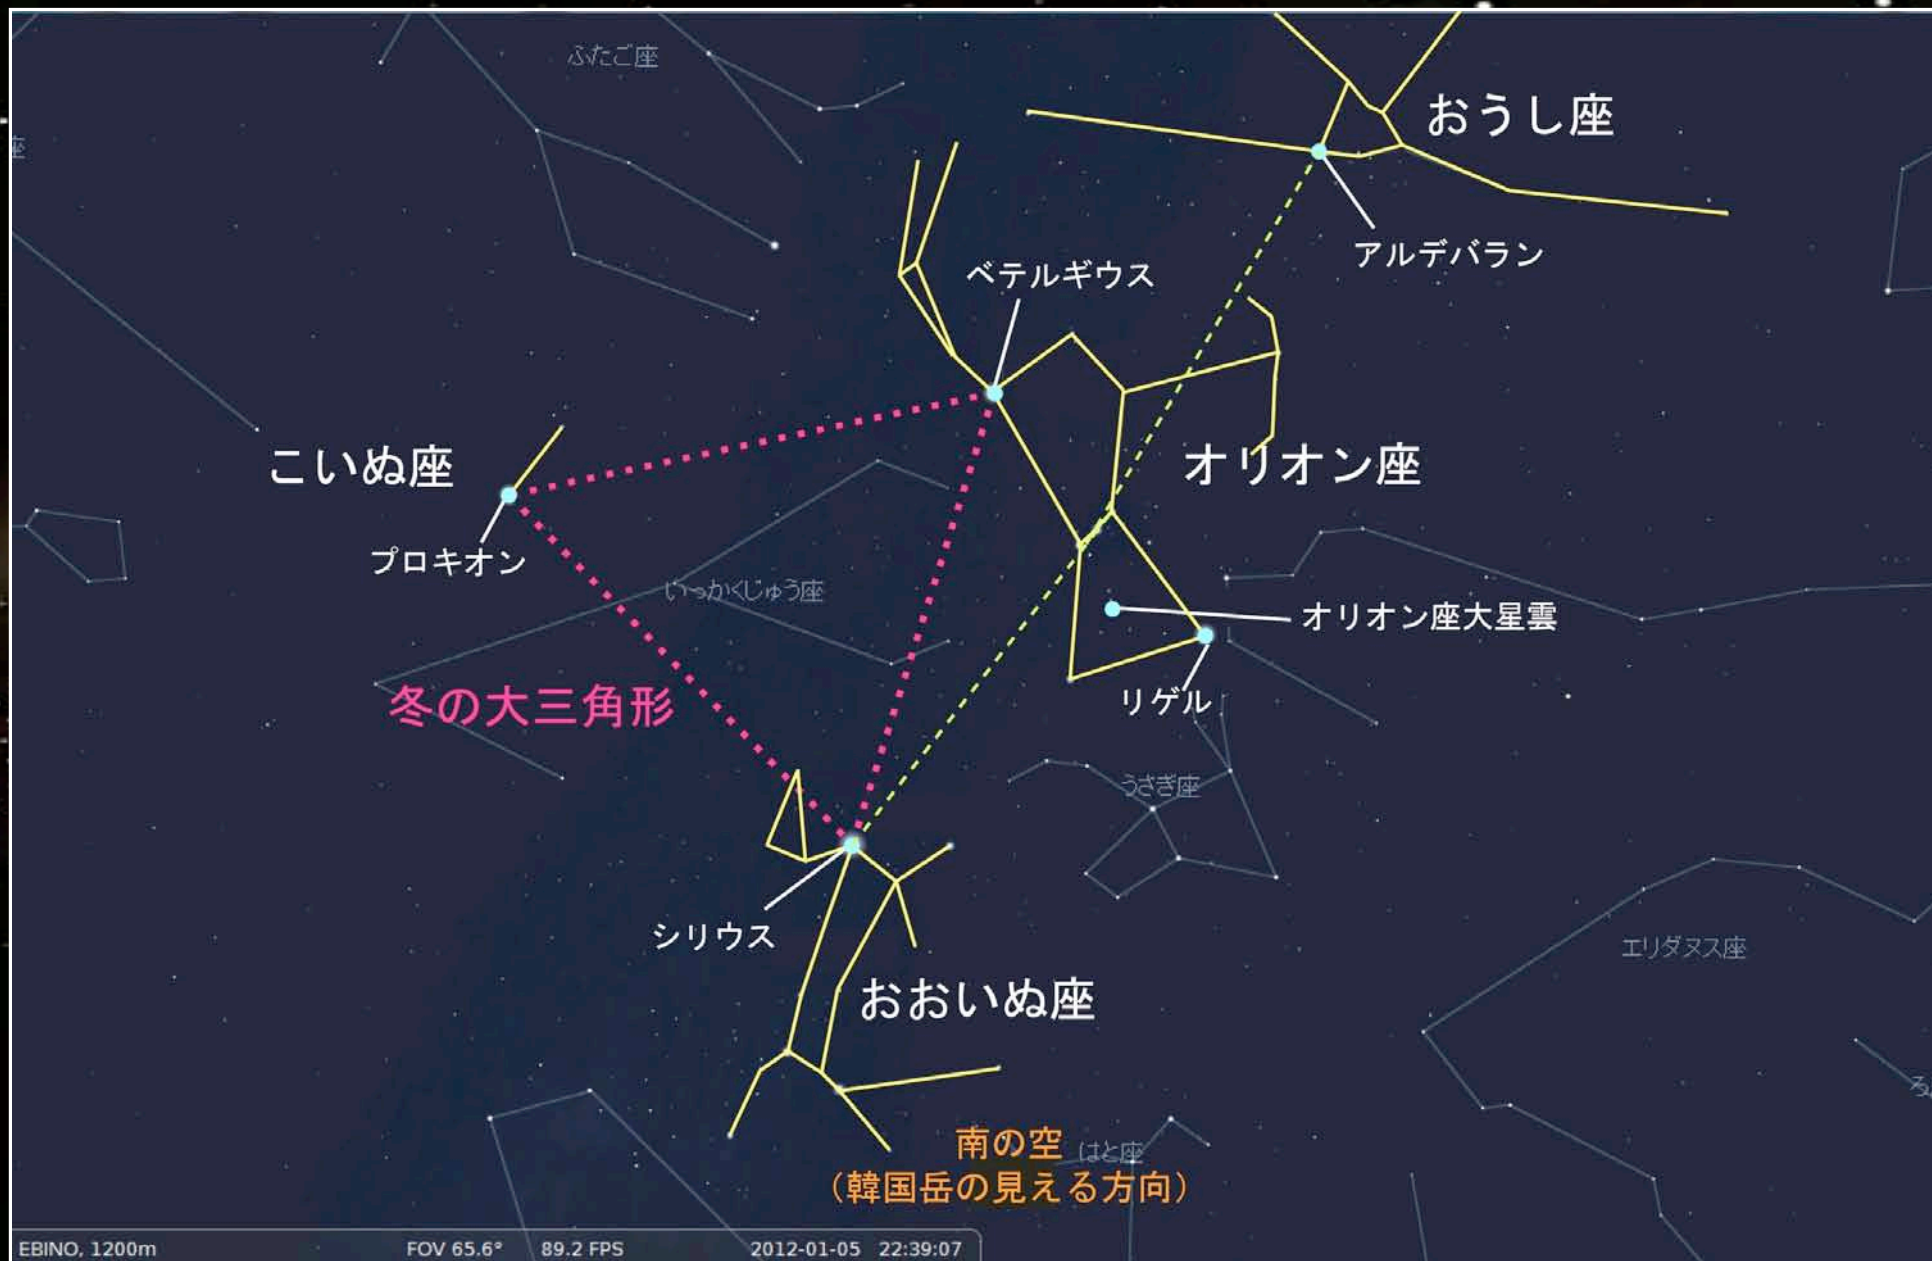 ふたご座
おうし座
座
アルデバラン
ベテルギウス
こいぬ座
オリオン座
プロキオン
いっかくじゅう座
オリオン座大星雲
リゲル
冬の大三角形
うさぎ座
シリウス
エリダヌス座
おおいぬ座
ろ
南の空
はと座
（韓国岳の見える方向）
EBINO, 1200m FOV 65.6° 89.2 FPS 2012-01-05 22:39:07